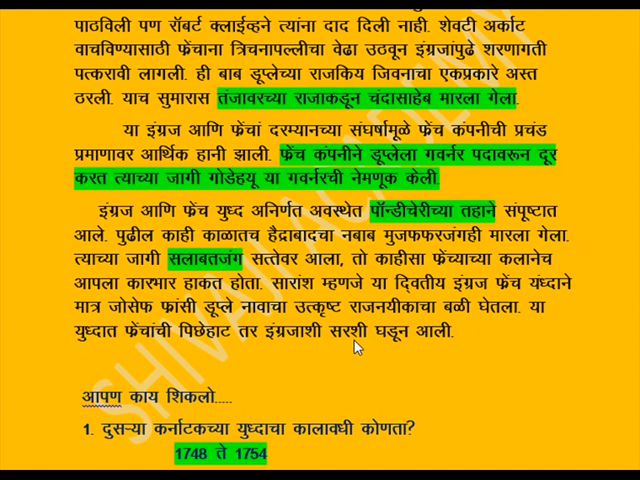 पाठविली पण रॉबर्ट क्लाईव्हने त्यांना दाद दिली नाही. शेवटी अर्काट
वाचविण्यासाठी फ्रेंचाना त्रिचनापल्लीचा वेढा उठवून इंग्रजांपुढे शरणागती
पत्करावी लागली. ही बाब डूप्लेच्या राजकिय जिवनाचा एकप्रकारे अस्त
ठरली. याच सुमारास तंजावरच्या राजाकडून चंदासाहेब मारला गेला.
या इंग्रज आणि फ्रेंचां दरम्यानच्या संघर्षामूळे फ्रेंच कंपनीची प्रचंड
प्रमाणावर आर्थिक हानी झाली. फ्रेंच कंपनीने डूप्लेला गवर्नर पदावरून दूर
करत त्याच्या जागी गोडेहयू या गवर्नरची नेमणूक केली.
इंग्रज आणि फ्रेंच युध्द अनिर्णत अवस्थेत पॉन्डीचेरीच्या तहाने संपूष्टात
आले. पुढील काही काळातच हैद्राबादचा नबाब मुजफफरजंगही मारला गेला.
त्याच्या जागी सलाबतजंग सत्तेवर आला, तो काहीसा फ्रेंच्याच्या कलानेच
आपला कारभार हाकत होता. सारांश म्हणजे या दि्वतीय इंग्रज फ्रेंच यंध्दाने
मात्र जोसेफ फ्रांसी डूप्ले नावाचा उत्कृष्ट राजनयीकाचा बळी घेतला. या
युध्दात फ्रेंचांची पिछेहाट तर इंग्रजाशी सरशी घडून आली.
आपण काय शिकलो.....
1. दुसऱ्या कर्नाटकच्या युध्दाचा कालावधी कोणता?
1748 ते 1754
SHIVAJI ACADEMY